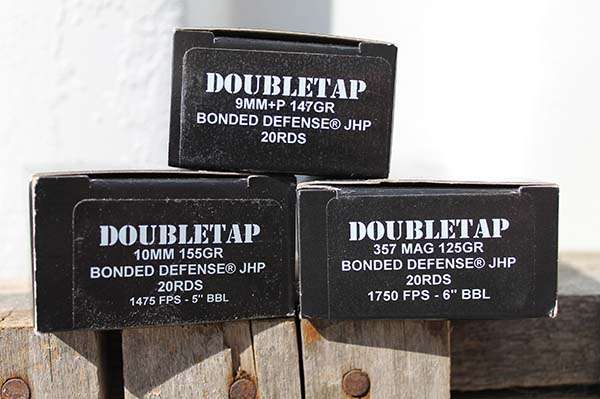 DOUBLETAP
9MM+P 147GR
BONDED DEFENSE® JHP
20RDS
DOUBLETAP
10MM 155GR
BONDED DEFENSE® JHP
20RDS
1475 FPS - 5" BBL
DOUBLETAP
357 MAG 125GR
BONDED DEFENSE® JHP
20RDS
1750 FPS - 6" BBL